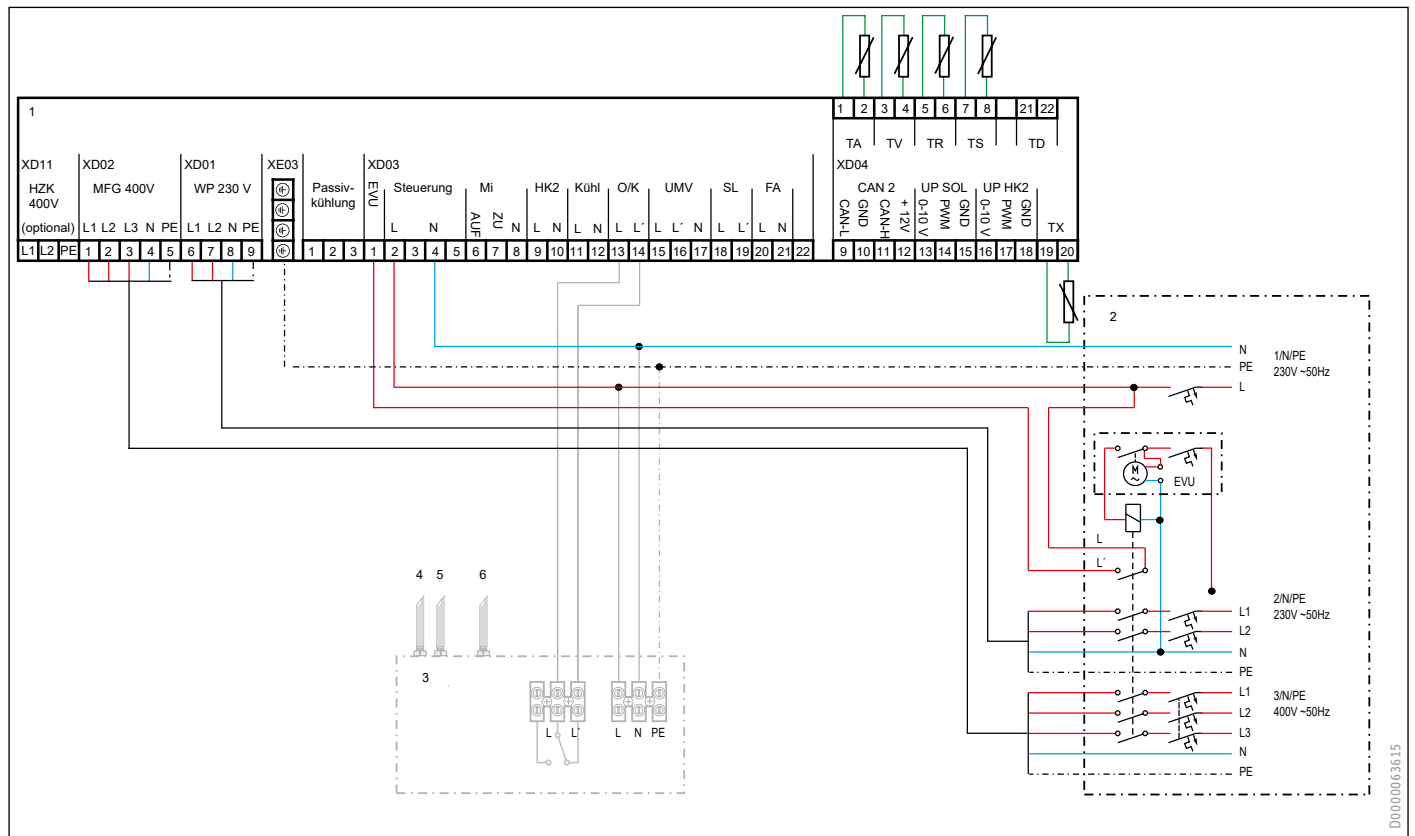 1 2 3 4 5 6 7 8 21 22
1
TA TV TR TS TD
XD11 XD02 XD01 XE03 XD03 XD04
HZK
400V
(optional)
MFG 400V
WP 230 V
Passiv-
kühlung
EVU
Steuerung
Mi
HK2
Kühl
O/K
UMV
SL
FA
CAN 2
UP SOL
UP HK2
CAN-L
GND
CAN-H
+ 12V
0-10 V
PWM
GND
0-10 V
PWM
GND
TX
L1 L2 L3 N PE
L1 L2 N PE
L N
AUF ZU N
L N
L N
L L´
L L´ N
L L´
L N
L1 L2 PE 1 2 3 4 5 6 7 8 9 1 2 3 1 2 3 4 5 6 7 8 9 10 11 12 13 14 15 16 17 18 19 20 21 22 9 10 11 12 13 14 15 16 17 18 19 20
2
N
PE
L
1/N/PE
230V ~50Hz
M
~
EVU
L
L´
L1
L2
N
PE
2/N/PE
230V ~50Hz
L1
L2
L3
N
PE
3/N/PE
400V ~50Hz
4 5 6
3
L L´ L N PE
D0000063615